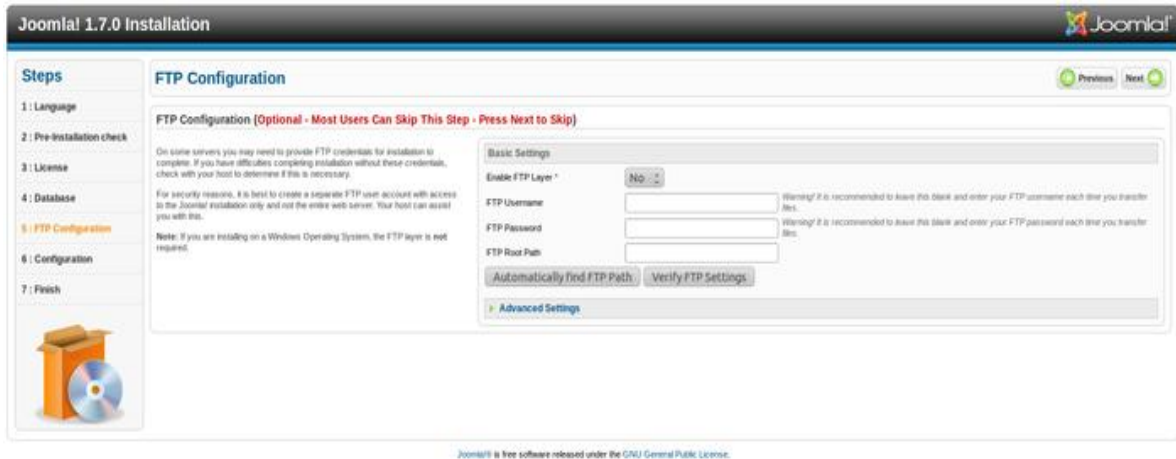 Joomla! 1.7.0 Installation
Joomla!
Steps
1 : Language
2 : Pre-Installation check
3 : License
4 : Database
5 : FTP Configuration
6 : Configuration
7 : Finish
FTP Configuration
Previous
Next
FTP Configuration (Optional - Most Users Can Skip This Step - Press Next to Skip)
On some servers you may need to provide FTP credentials for installation to
complete. If you have difficulties completing installation without these credentials,
check with your host to determine if this is necessary.
For security reasons, it is best to create a separate FTP user account with access
to the Joomla! installation only and not the entire web server. Your host can assist
you with this.
Note: If you are installing on a Windows Operating System, the FTP layer is not
required.
Basic Settings
Enable FTP Layer * No
FTP Username
Warning! It is recommended to leave this blank and enter your FTP username each time you transfer
files.
FTP Password
Warning! It is recommended to leave this blank and enter your FTP password each time you transfer
files.
FTP Root Path
Automatically find FTP Path
Verify FTP Settings
Advanced Settings
Joomla!® is free software released under the GNU General Public License.